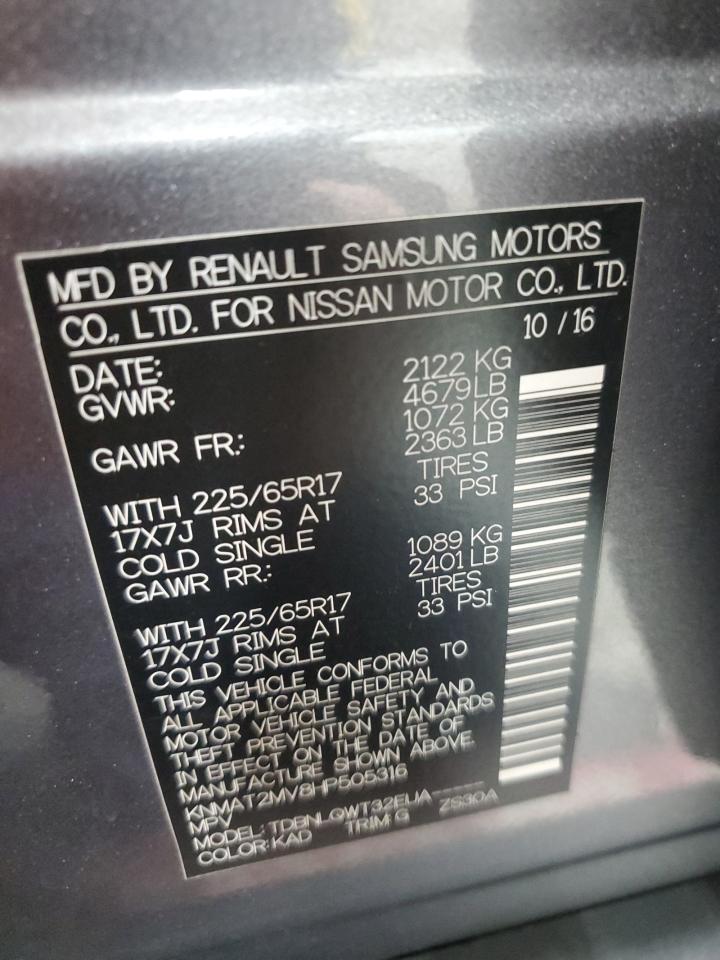 MFD BY RENAULT SAMSUNG MOTORS
CO., LTD. FOR NISSAN MOTOR CO., LTD.
DATE: 10 / 16
GVWR: 2122 KG
4679 LB
GAWR FR.: 1072 KG
2363 LB
WITH 225/65R17 TIRES
17X7J RIMS AT 33 PSI
COLD SINGLE
GAWR RR.: 1089 KG
2401 LB
WITH 225/65R17 TIRES
17X7J RIMS AT 33 PSI
COLD SINGLE
THIS VEHICLE CONFORMS TO
ALL APPLICABLE FEDERAL
MOTOR VEHICLE SAFETY AND
THEFT PREVENTION STANDARDS
IN EFFECT ON THE DATE OF
MANUFACTURE SHOWN ABOVE.
KNMAT2MV8HP505316
MPV
MODEL: TDBNLQWT32EUA-----
COLOR: KAD TRIM: G ZS30A